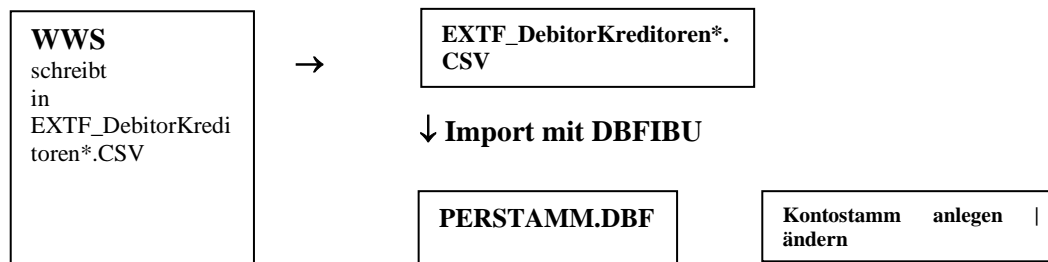 WWS
schreibt
in
EXTF_DebitorKredi
toren*.CSV
→
EXTF_DebitorKreditoren*.
CSV
↓ Import mit DBFIBU
PERSTAMM.DBF
Kontostamm anlegen |
ändern